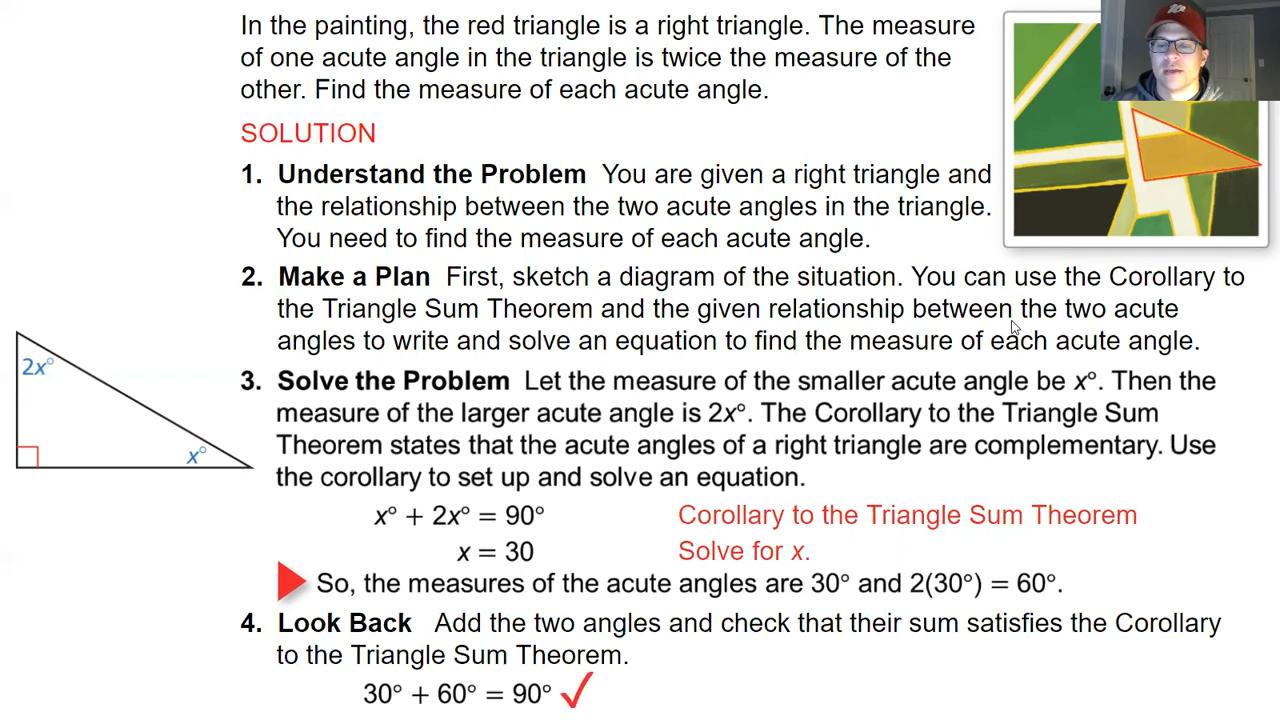 In the painting, the red triangle is a right triangle. The measure
of one acute angle in the triangle is twice the measure of the
other. Find the measure of each acute angle.
SOLUTION
1. Understand the Problem You are given a right triangle and
the relationship between the two acute angles in the triangle.
You need to find the measure of each acute angle.
2. Make a Plan First, sketch a diagram of the situation. You can use the Corollary to
the Triangle Sum Theorem and the given relationship between the two acute
angles to write and solve an equation to find the measure of each acute angle.
2x°
x°
3. Solve the Problem Let the measure of the smaller acute angle be x°. Then the
measure of the larger acute angle is 2x°. The Corollary to the Triangle Sum
Theorem states that the acute angles of a right triangle are complementary. Use
the corollary to set up and solve an equation.
x° + 2x° = 90° Corollary to the Triangle Sum Theorem
x = 30 Solve for x.
So, the measures of the acute angles are 30° and 2(30°) = 60°.
4. Look Back Add the two angles and check that their sum satisfies the Corollary
to the Triangle Sum Theorem.
30° + 60° = 90° ✓